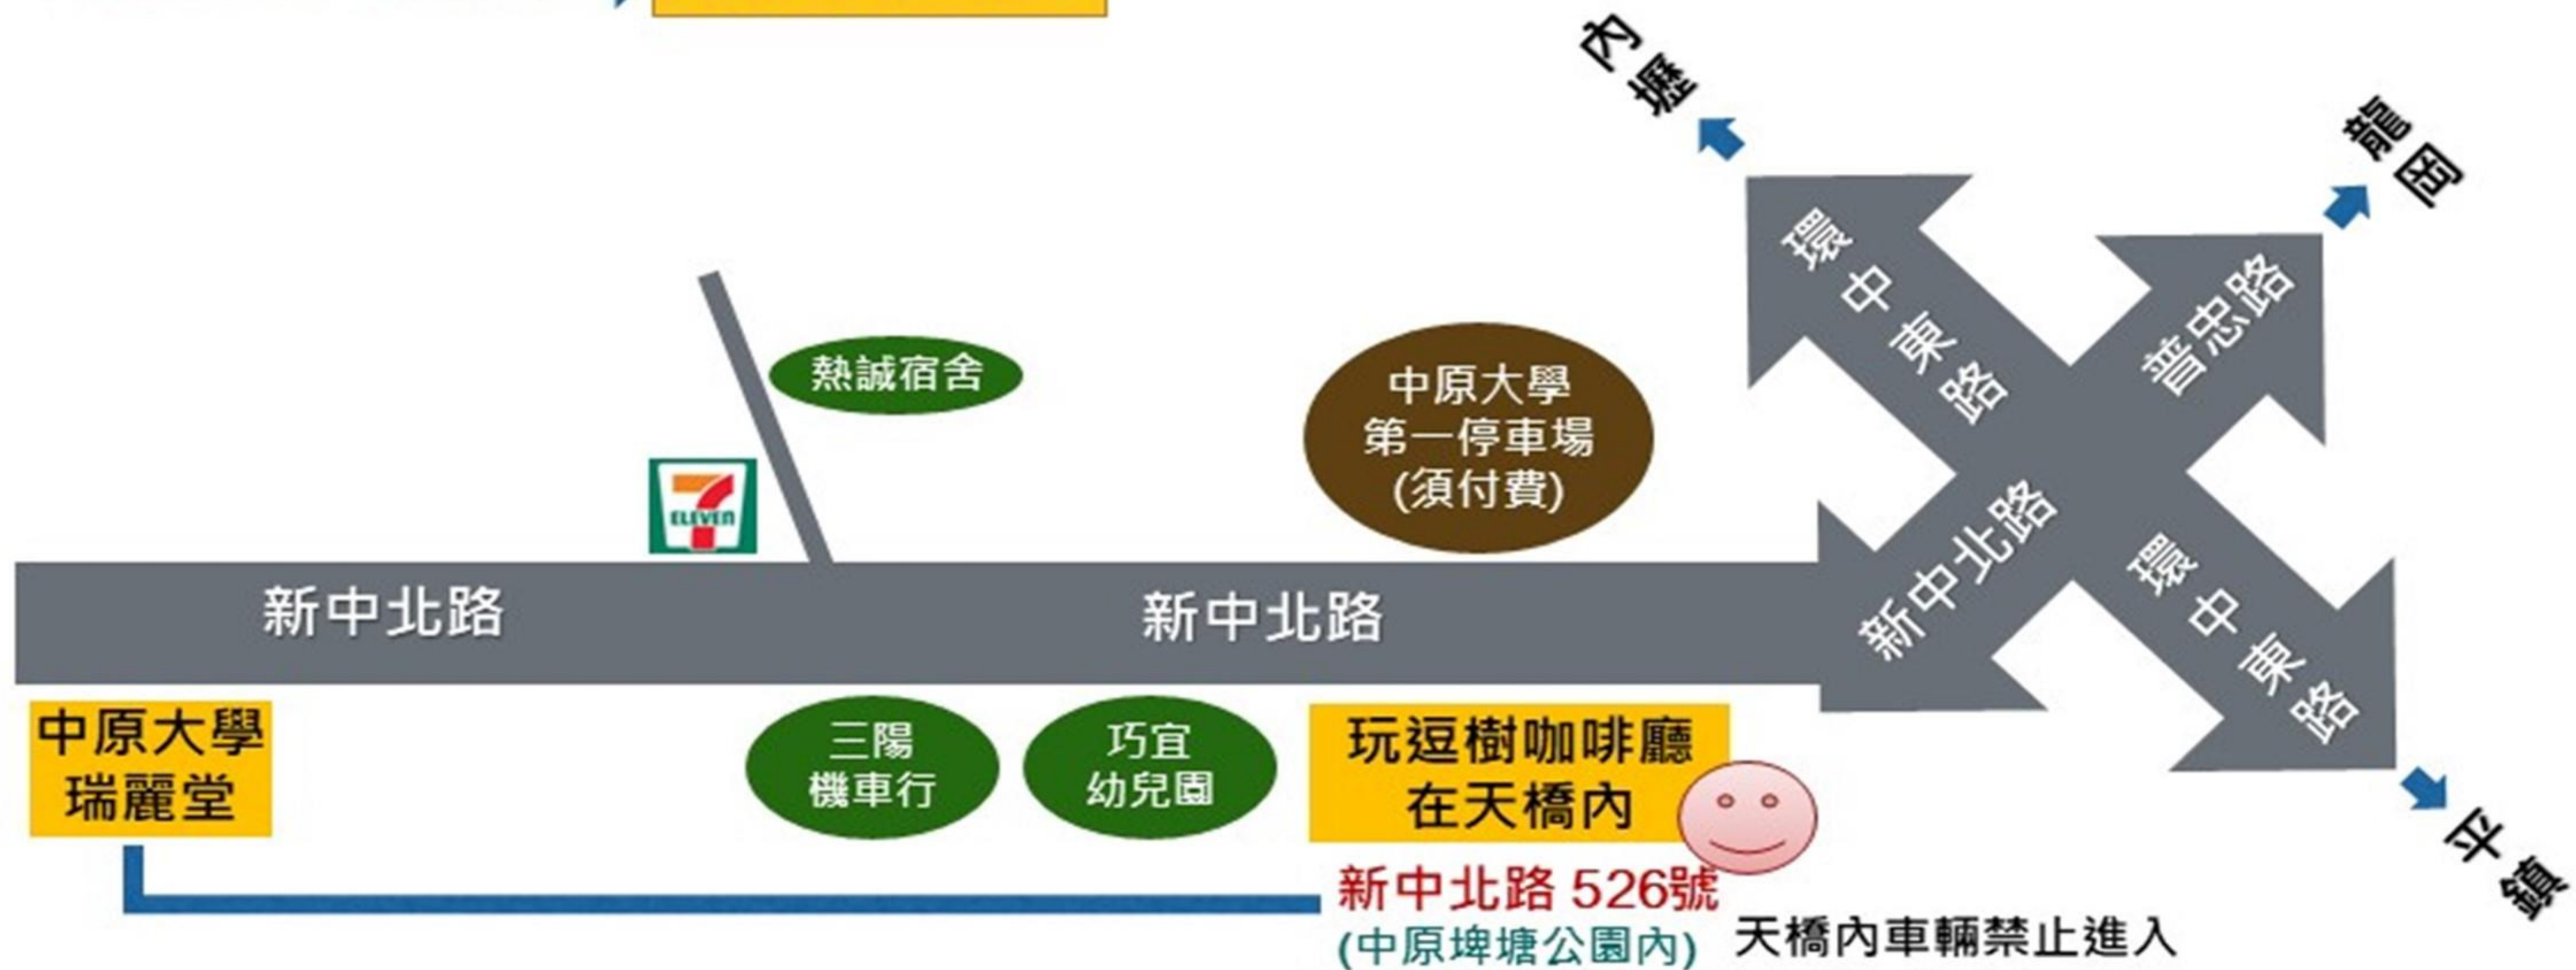 內壢
龍岡
環中東路
普忠路
熱誠宿舍
中原大學
第一停車場
(須付費)
7
ELEVEN
新中北路
新中北路
新中北路
環中東路
中原大學
瑞麗堂
三陽
機車行
巧宜
幼兒園
玩逗樹咖啡廳
在天橋內
平鎮
新中北路 526號
(中原埤塘公園內)
天橋內車輛禁止進入